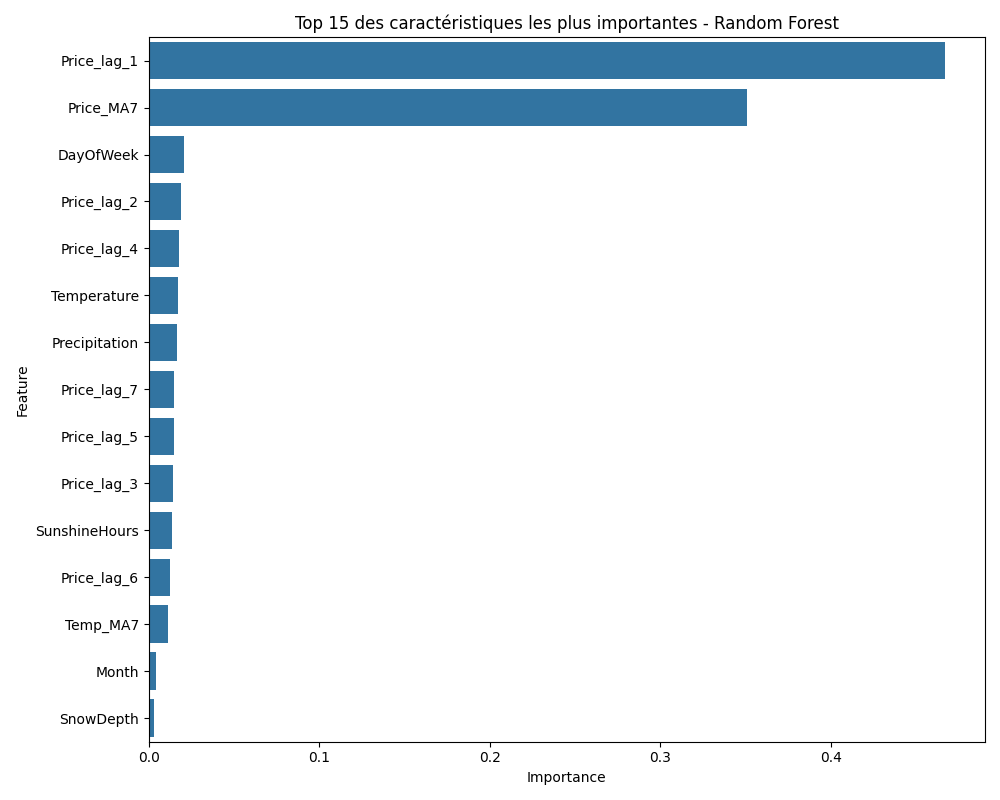 Top 15 des caractéristiques les plus importantes - Random Forest
Price_lag_1
Price_MA7
DayOfWeek
Price_lag_2
Price_lag_4
Temperature
Precipitation
Price_lag_7
Price_lag_5
Price_lag_3
SunshineHours
Price_lag_6
Temp_MA7
Month
SnowDepth
Feature
0.0 0.1 0.2 0.3 0.4
Importance